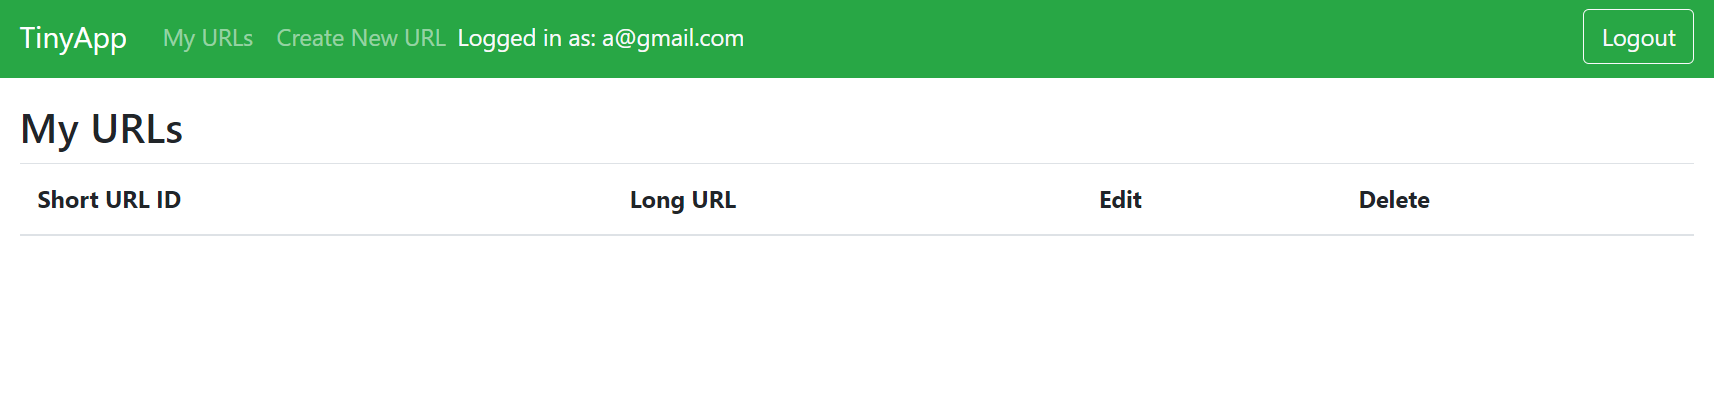 TinyApp My URLs Create New URL Logged in as: a@gmail.com Logout
My URLs
Short URL ID Long URL Edit Delete